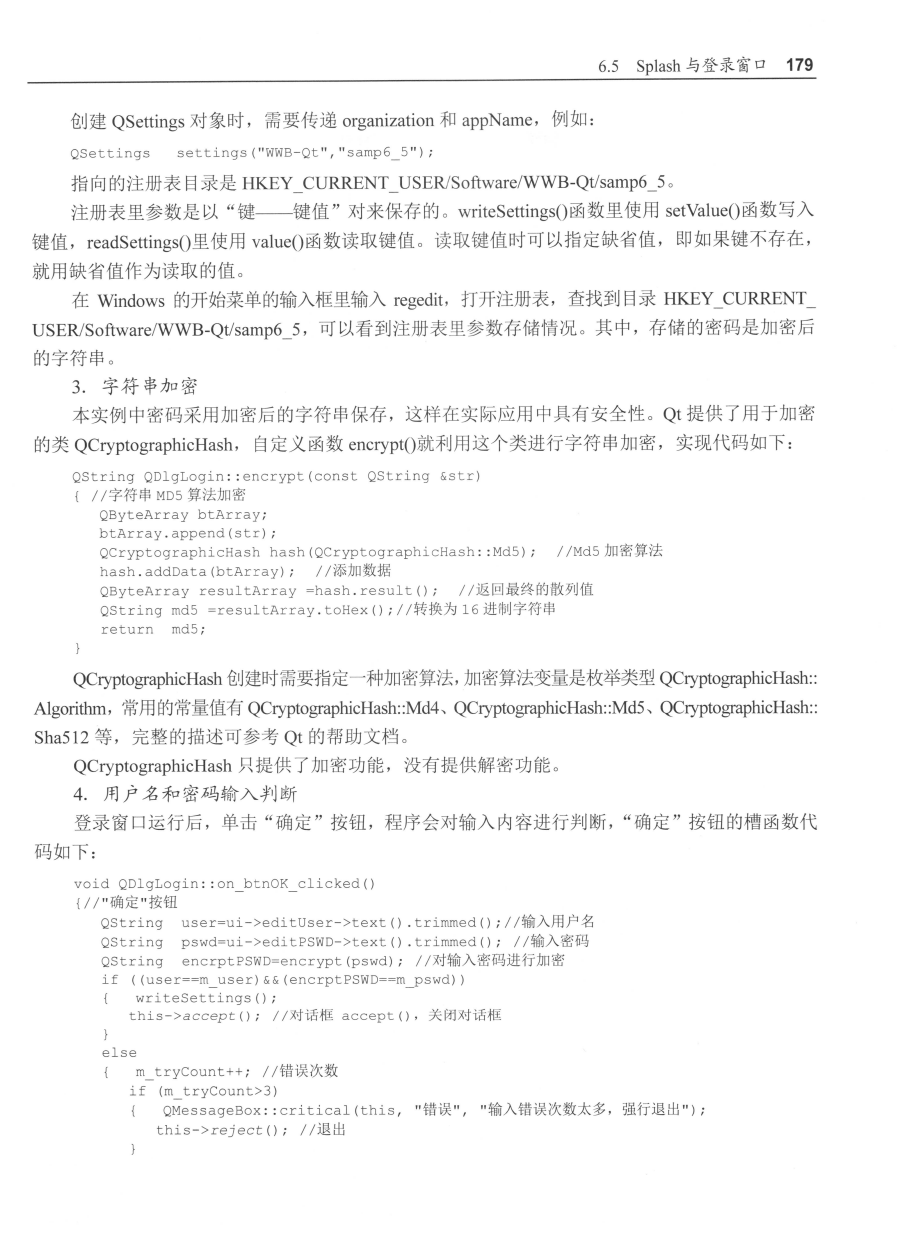 6.5 Splash 与登录窗口 179
创建 QSettings 对象时，需要传递 organization 和 appName，例如：
QSettings settings("WWB-Qt","samp6_5");
指向的注册表目录是 HKEY_CURRENT_USER/Software/WWB-Qt/samp6_5。
注册表里参数是以“键——键值”对来保存的。writeSettings()函数里使用 setValue()函数写入
键值，readSettings()里使用 value()函数读取键值。读取键值时可以指定缺省值，即如果键不存在，
就用缺省值作为读取的值。
在 Windows 的开始菜单的输入框里输入 regedit，打开注册表，查找到目录 HKEY_CURRENT_
USER/Software/WWB-Qt/samp6_5，可以看到注册表里参数存储情况。其中，存储的密码是加密后
的字符串。
3. 字符串加密
本实例中密码采用加密后的字符串保存，这样在实际应用中具有安全性。Qt 提供了用于加密
的类 QCryptographicHash，自定义函数 encrypt()就利用这个类进行字符串加密，实现代码如下：
QString QDlgLogin::encrypt(const QString &str)
{ //字符串 MD5 算法加密
QByteArray btArray;
btArray.append(str);
QCryptographicHash hash(QCryptographicHash::Md5); //Md5 加密算法
hash.addData(btArray); //添加数据
QByteArray resultArray =hash.result(); //返回最终的散列值
QString md5 =resultArray.toHex();//转换为 16 进制字符串
return md5;
}
QCryptographicHash 创建时需要指定一种加密算法，加密算法变量是枚举类型 QCryptographicHash::
Algorithm，常用的常量值有 QCryptographicHash::Md4、QCryptographicHash::Md5、QCryptographicHash::
Sha512 等，完整的描述可参考 Qt 的帮助文档。
QCryptographicHash 只提供了加密功能，没有提供解密功能。
4. 用户名和密码输入判断
登录窗口运行后，单击“确定”按钮，程序会对输入内容进行判断，“确定”按钮的槽函数代
码如下：
void QDlgLogin::on_btnOK_clicked()
{//"确定"按钮
QString user=ui->editUser->text().trimmed();//输入用户名
QString pswd=ui->editPSWD->text().trimmed(); //输入密码
QString encrptPSWD=encrypt(pswd); //对输入密码进行加密
if ((user==m_user)&&(encrptPSWD==m_pswd))
{ writeSettings();
this->accept(); //对话框 accept()，关闭对话框
}
else
{ m_tryCount++; //错误次数
if (m_tryCount>3)
{ QMessageBox::critical(this, "错误", "输入错误次数太多，强行退出");
this->reject(); //退出
}